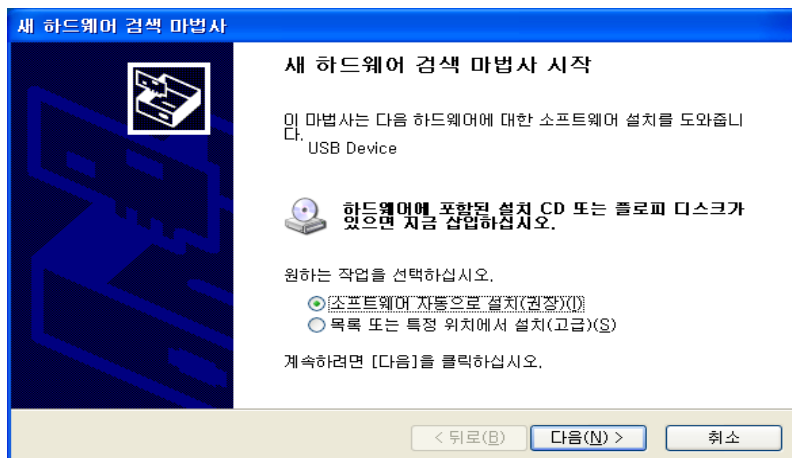 새 하드웨어 검색 마법사
새 하드웨어 검색 마법사 시작
이 마법사는 다음 하드웨어에 대한 소프트웨어 설치를 도와줍니
다.
USB Device
하드웨어에 포함된 설치 CD 또는 플로피 디스크가
있으면 지금 삽입하십시오.
원하는 작업을 선택하십시오.
소프트웨어 자동으로 설치(권장)(I)
목록 또는 특정 위치에서 설치(고급)(S)
계속하려면 [다음]을 클릭하십시오.
< 뒤로(B) 다음(N) > 취소